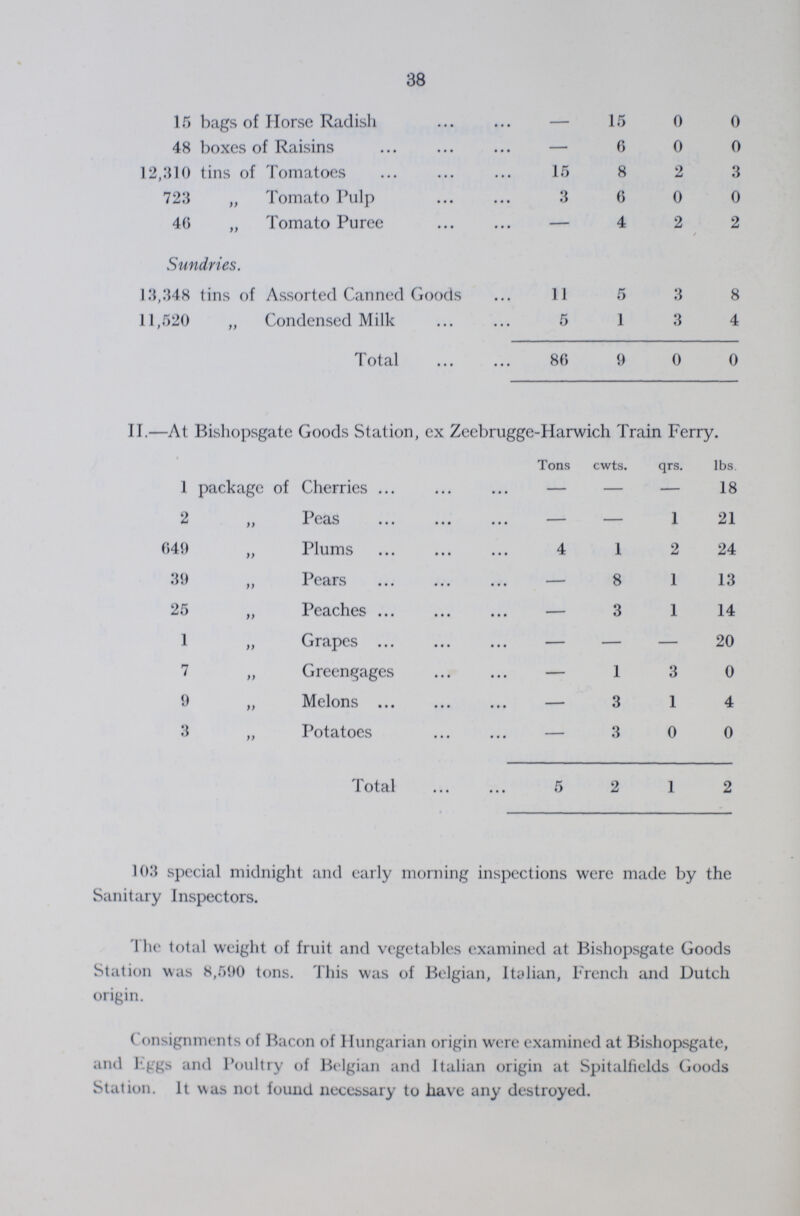 38
15 bags of Horse Radish ... ... — 15 0 0
48 boxes of Raisins ... ... ... — 6 0 0
12,310 tins of Tomatoes ... ... ... 15 8 2 3
723 „ Tomato Pulp ... ... 3 6 0 0
46 „ Tomato Puree ... ... — 4 2 2
Sundries.
13,348 tins of Assorted Canned Goods ... 11 5 3 8
11,520 „ Condensed Milk ... ... 5 1 3 4
Total ... ... 86 9 0 0
II.—At Bishopsgate Goods Station, ex Zeebrugge-Harwich Train Ferry.
Tons cwts. qrs. lbs.
1 package of Cherries ... ... ... — — — 18
2 „ Peas ... ... ... — — 1 21
649 „ Plums ... ... ... 4 1 2 24
39 „ Pears ... ... ... — 8 1 13
25 „ Peaches ... ... ... — 3 1 14
1 „ Grapes ... ... ... — — — 20
7 „ Greengages ... ... — 1 3 0
9 „ Melons ... ... ... — 3 1 4
3 „ Potatoes ... ... — 3 0 0
Total ... ... 5 2 1 2
103 special midnight and early morning inspections were made by the
Sanitary Inspectors.
The total weight of fruit and vegetables examined at Bishopsgate Goods
Station was 8,590 tons. This was of Belgian, Italian, French and Dutch
origin.
Consignments of Bacon of Hungarian origin were examined at Bishopsgate,
and Eggs and Poultry of Belgian and Italian origin at Spitalfields Goods
Station. It was not found necessary to have any destroyed.